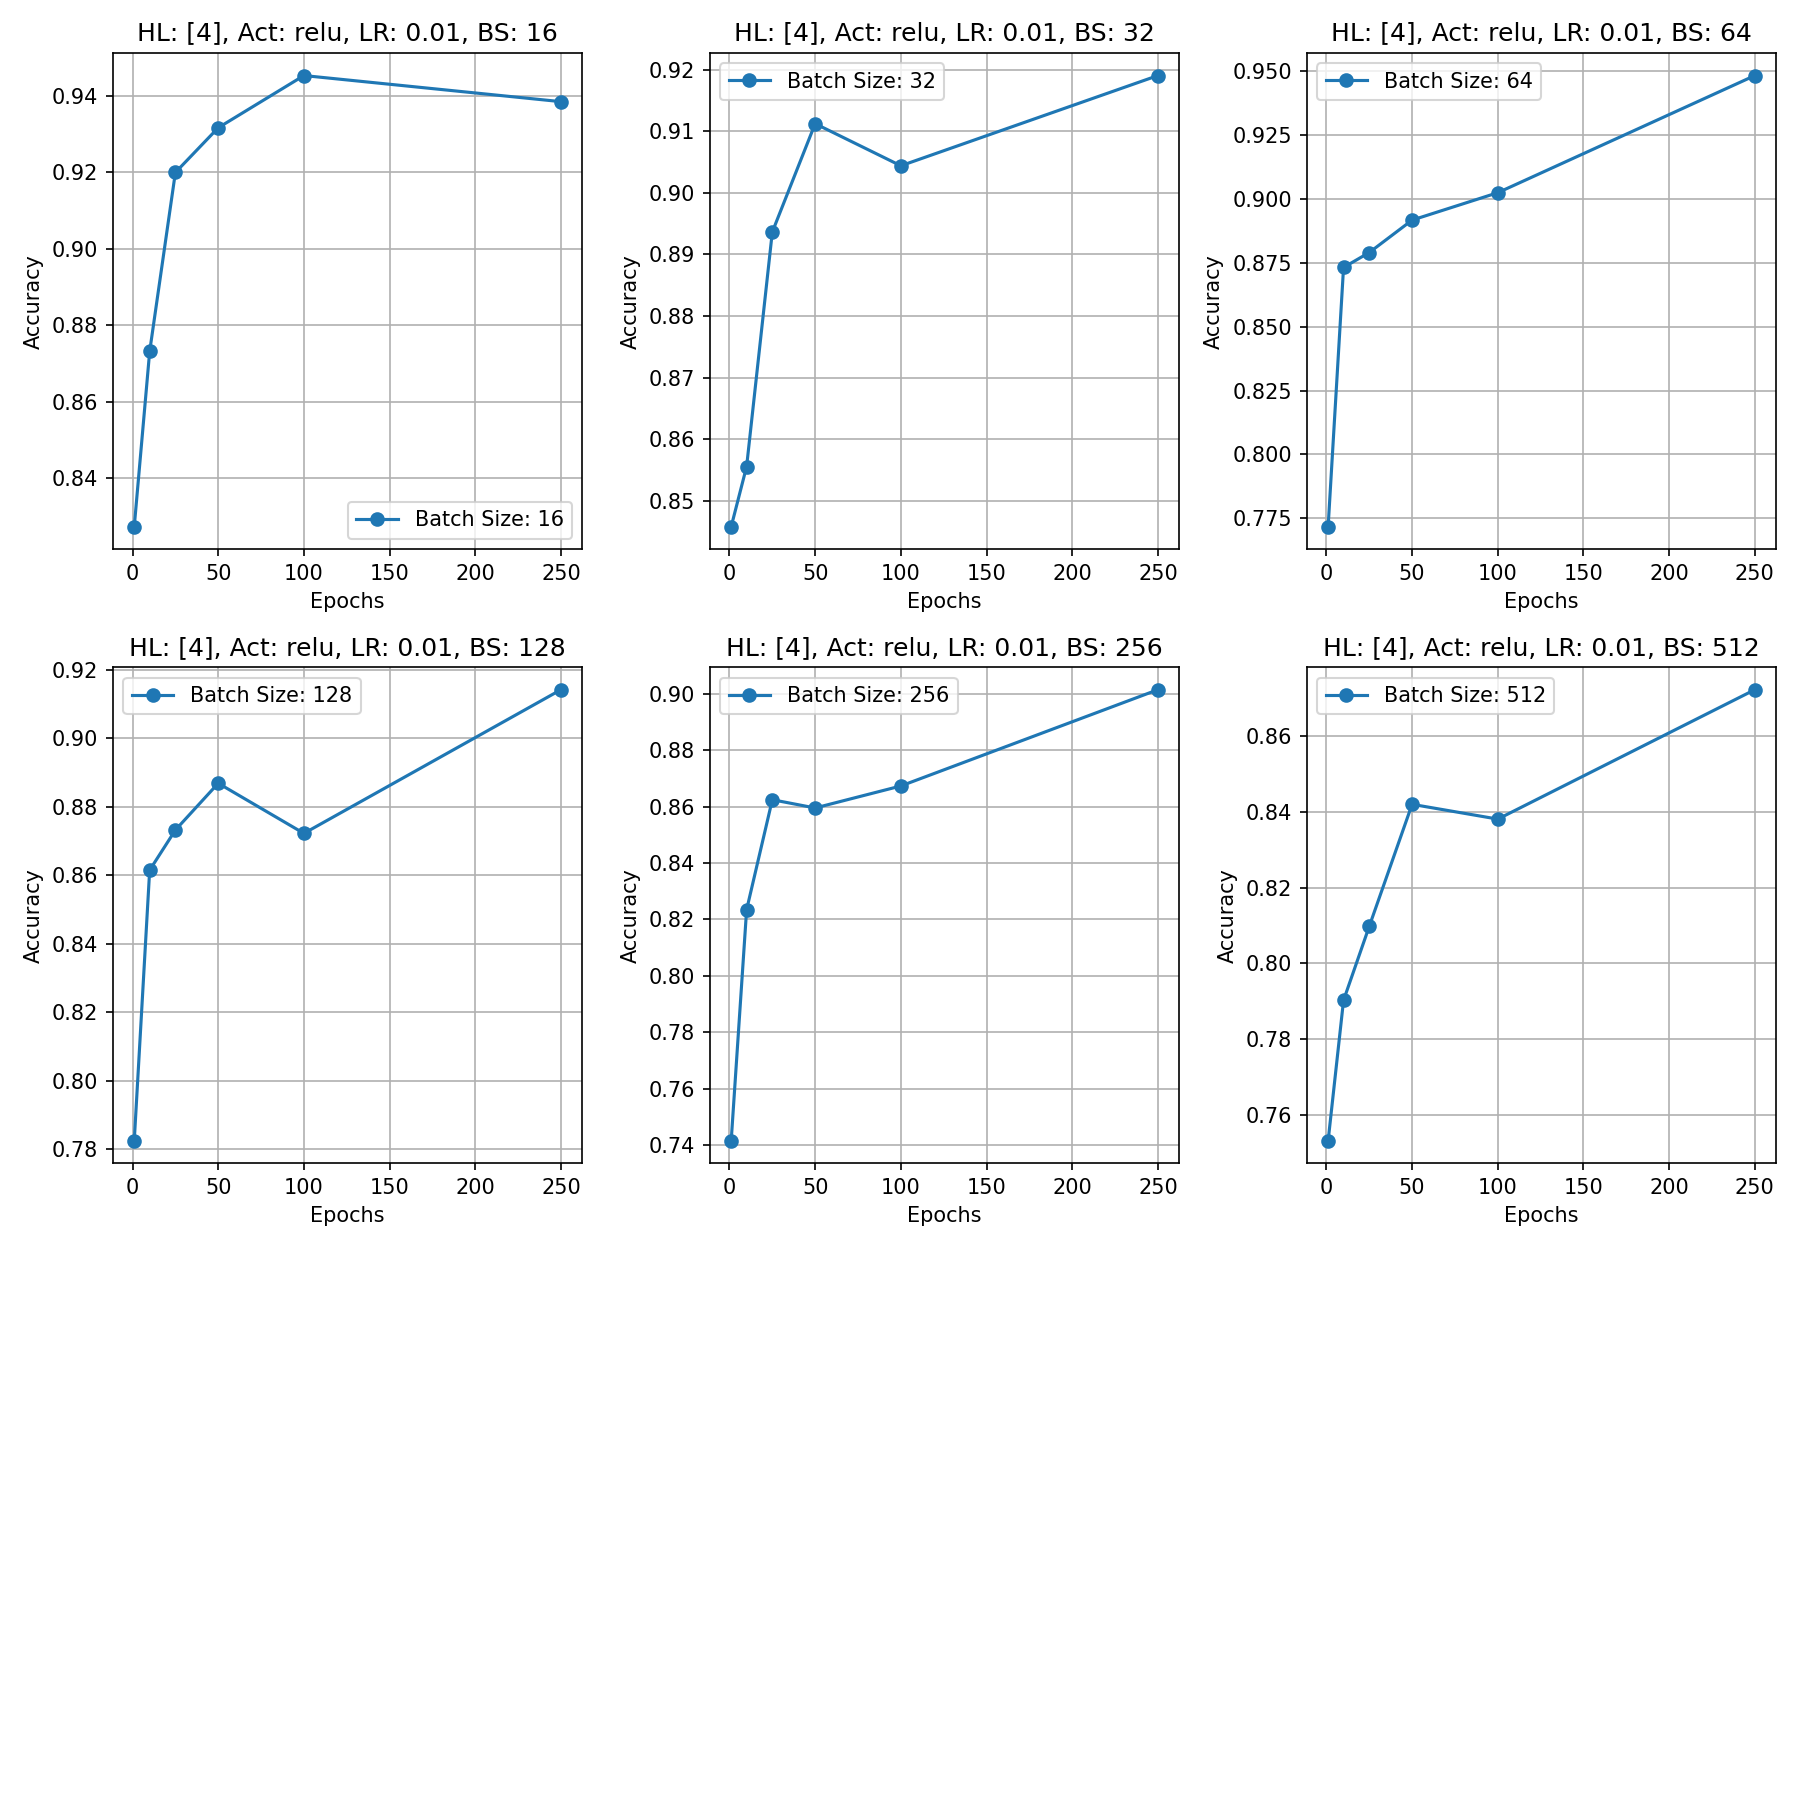 HL: [4], Act: relu, LR: 0.01, BS: 16
0.94
0.92
0.90
0.88
0.86
0.84
Accuracy
Batch Size: 16
0 50 100 150 200 250
Epochs
HL: [4], Act: relu, LR: 0.01, BS: 32
Batch Size: 32
0.92
0.91
0.90
0.89
0.88
0.87
0.86
0.85
Accuracy
0 50 100 150 200 250
Epochs
HL: [4], Act: relu, LR: 0.01, BS: 64
Batch Size: 64
0.950
0.925
0.900
0.875
0.850
0.825
0.800
0.775
Accuracy
0 50 100 150 200 250
Epochs
HL: [4], Act: relu, LR: 0.01, BS: 128
Batch Size: 128
0.92
0.90
0.88
0.86
0.84
0.82
0.80
0.78
Accuracy
0 50 100 150 200 250
Epochs
HL: [4], Act: relu, LR: 0.01, BS: 256
Batch Size: 256
0.90
0.88
0.86
0.84
0.82
0.80
0.78
0.76
0.74
Accuracy
0 50 100 150 200 250
Epochs
HL: [4], Act: relu, LR: 0.01, BS: 512
Batch Size: 512
0.86
0.84
0.82
0.80
0.78
0.76
Accuracy
0 50 100 150 200 250
Epochs